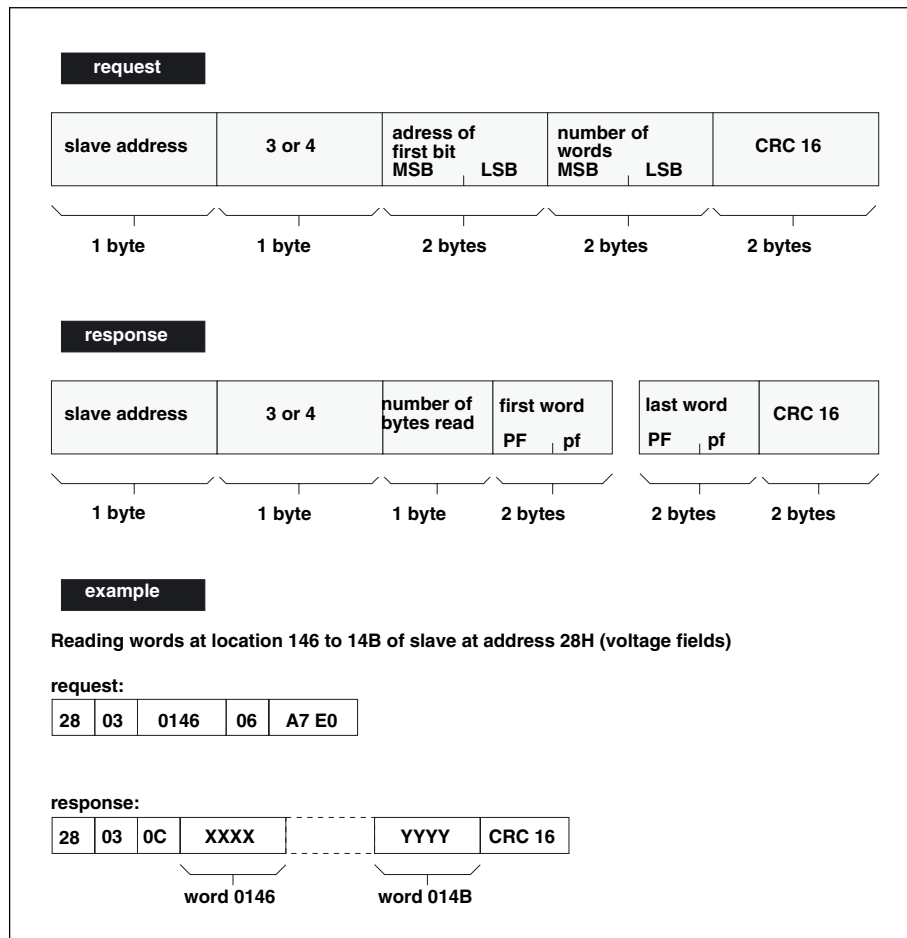 request
slave address 3 or 4 adress of first bit MSB LSB number of words MSB LSB CRC 16
1 byte 1 byte 2 bytes 2 bytes 2 bytes
response
slave address 3 or 4 number of bytes read first word PF pf last word PF pf CRC 16
1 byte 1 byte 1 byte 2 bytes 2 bytes 2 bytes
example
Reading words at location 146 to 14B of slave at address 28H (voltage fields)
request:
28 03 0146 06 A7 E0
response:
28 03 0C XXXX YYYY CRC 16
word 0146 word 014B